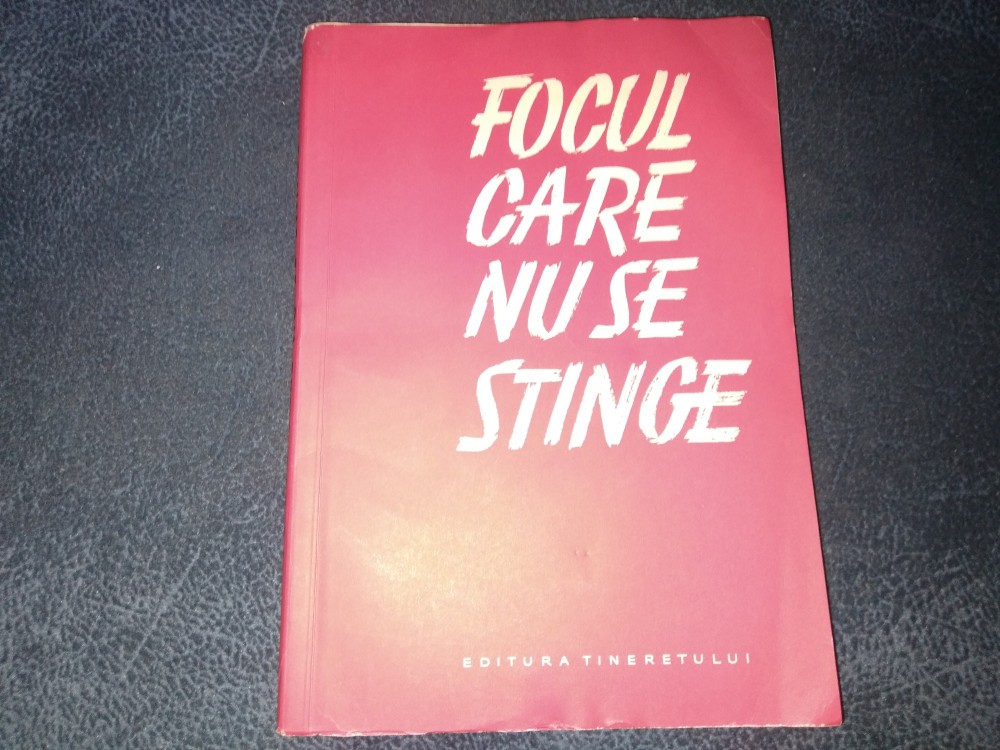 FOCUL
CARE
NU SE
STINGE
EDITURA TINERETULUI